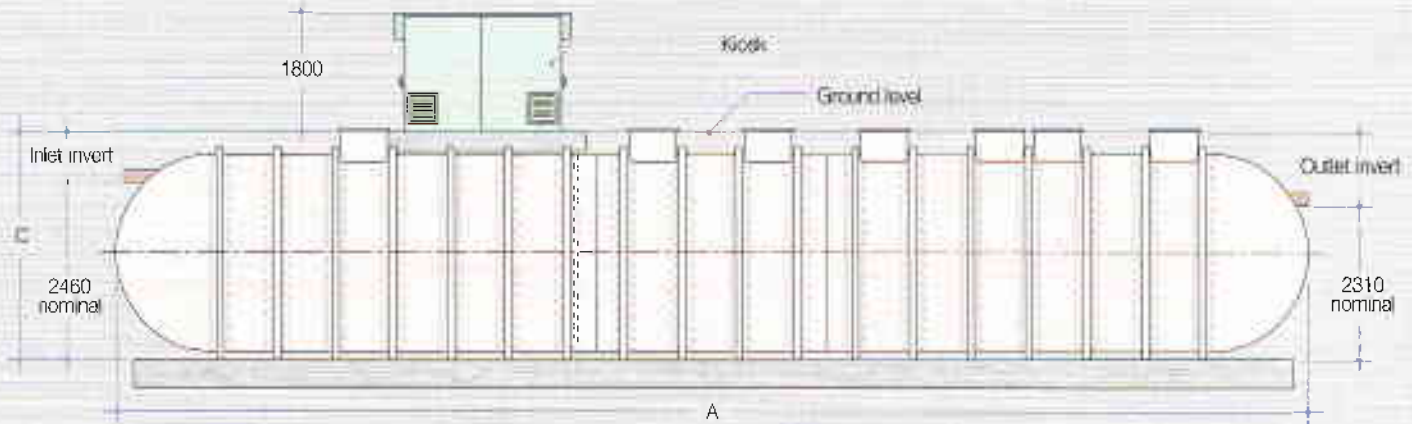 Kiosk
1800
Ground level
Inlet invert
Outlet invert
C
2460
nominal
2310
nominal
A